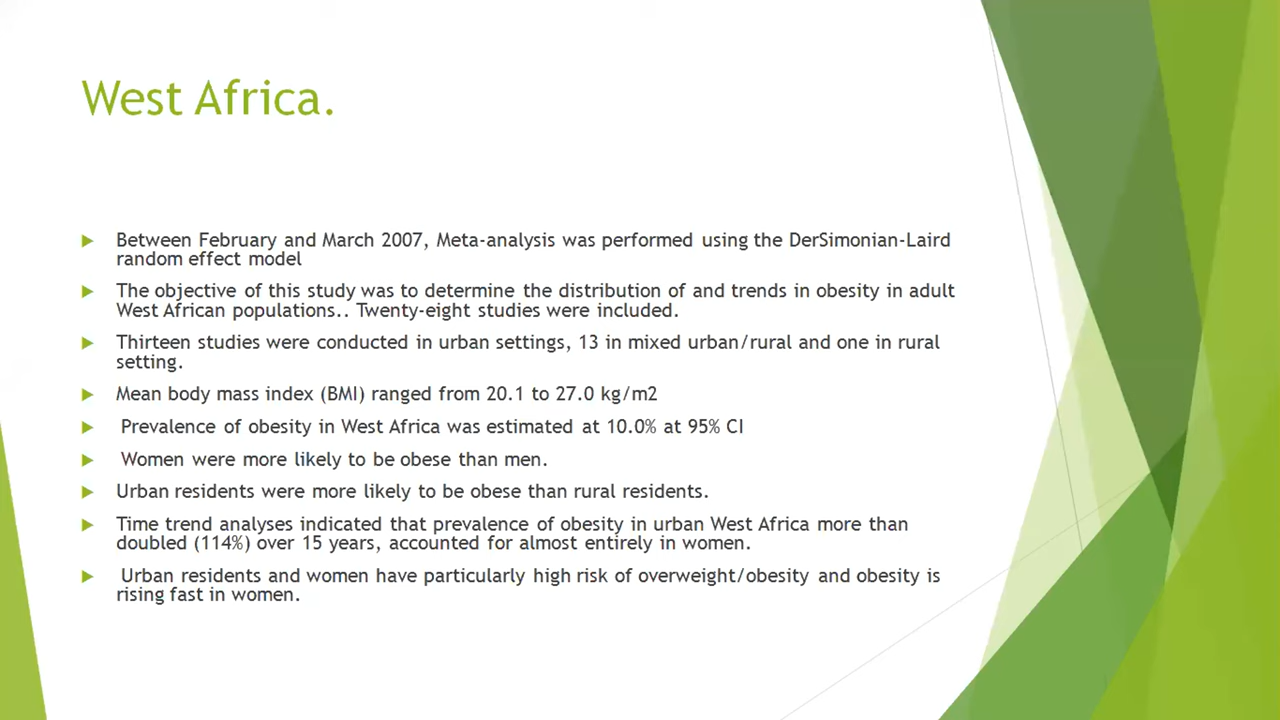 West Africa.
Between February and March 2007, Meta-analysis was performed using the DerSimonian-Laird
random effect model
The objective of this study was to determine the distribution of and trends in obesity in adult
West African populations.. Twenty-eight studies were included.
Thirteen studies were conducted in urban settings, 13 in mixed urban/rural and one in rural
setting.
Mean body mass index (BMI) ranged from 20.1 to 27.0 kg/m2
Prevalence of obesity in West Africa was estimated at 10.0% at 95% CI
Women were more likely to be obese than men.
Urban residents were more likely to be obese than rural residents.
Time trend analyses indicated that prevalence of obesity in urban West Africa more than
doubled (114%) over 15 years, accounted for almost entirely in women.
Urban residents and women have particularly high risk of overweight/obesity and obesity is
rising fast in women.